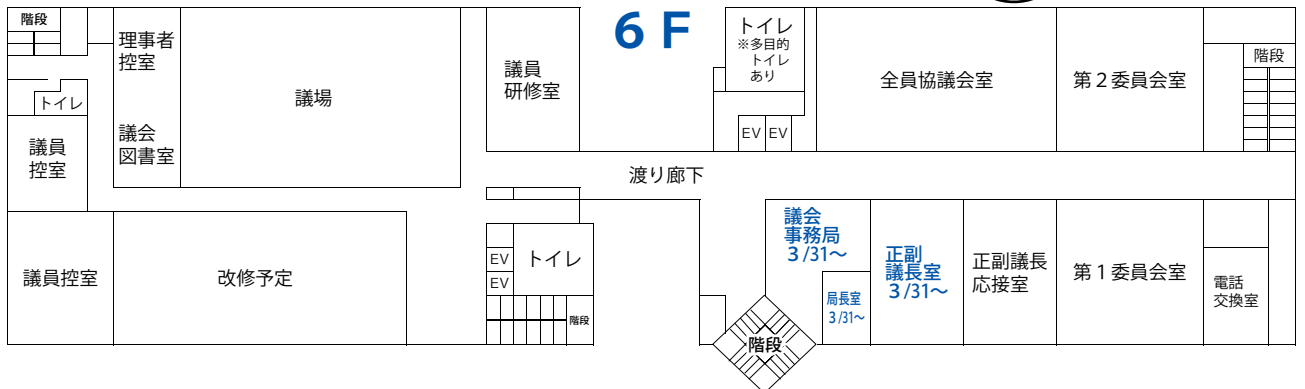 6 F
階段
理事者
控室
トイレ
議員
控室
議会
図書室
議場
議員
研修室
トイレ
※多目的
トイレ
あり
EV
EV
全員協議会室
第２委員会室
階段
渡り廊下
議員控室
改修予定
EV
EV
トイレ
階段
階段
議会
事務局
３/31～
局長室
３/31～
正副
議長室
３/31～
正副議長
応接室
第１委員会室
電話
交換室